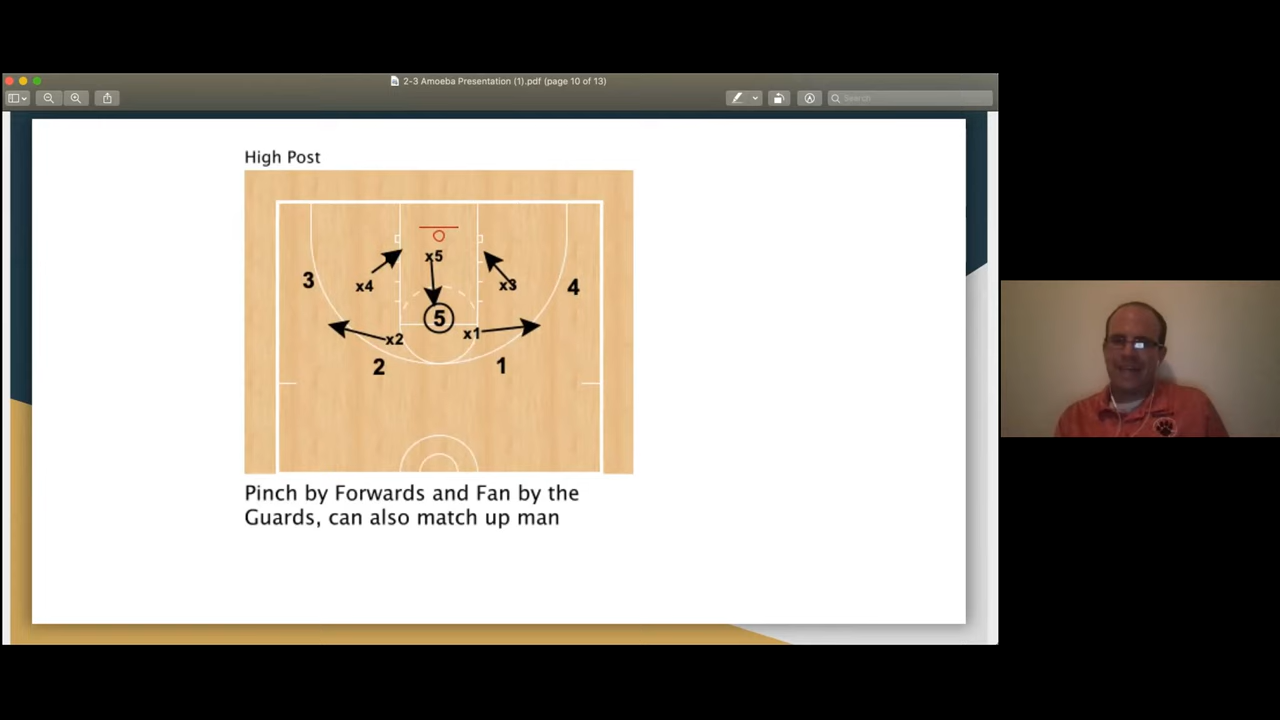 2-3 Amoeba Presentation (1).pdf (page 10 of 13)
Search
High Post
x5
3
x4
x3
4
5
x2
x1
2
1
Pinch by Forwards and Fan by the
Guards, can also match up man